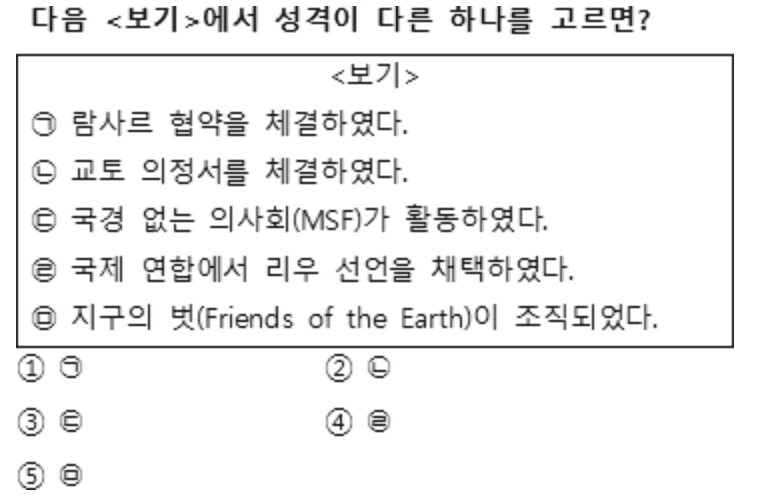 다음 <보기>에서 성격이 다른 하나를 고르면?
<보기>
㉠ 람사르 협약을 체결하였다.
㉡ 교토 의정서를 체결하였다.
㉢ 국경 없는 의사회(MSF)가 활동하였다.
㉣ 국제 연합에서 리우 선언을 채택하였다.
㉤ 지구의 벗(Friends of the Earth)이 조직되었다.
① ㉠ ② ㉡
③ ㉢ ④ ㉣
⑤ ㉤